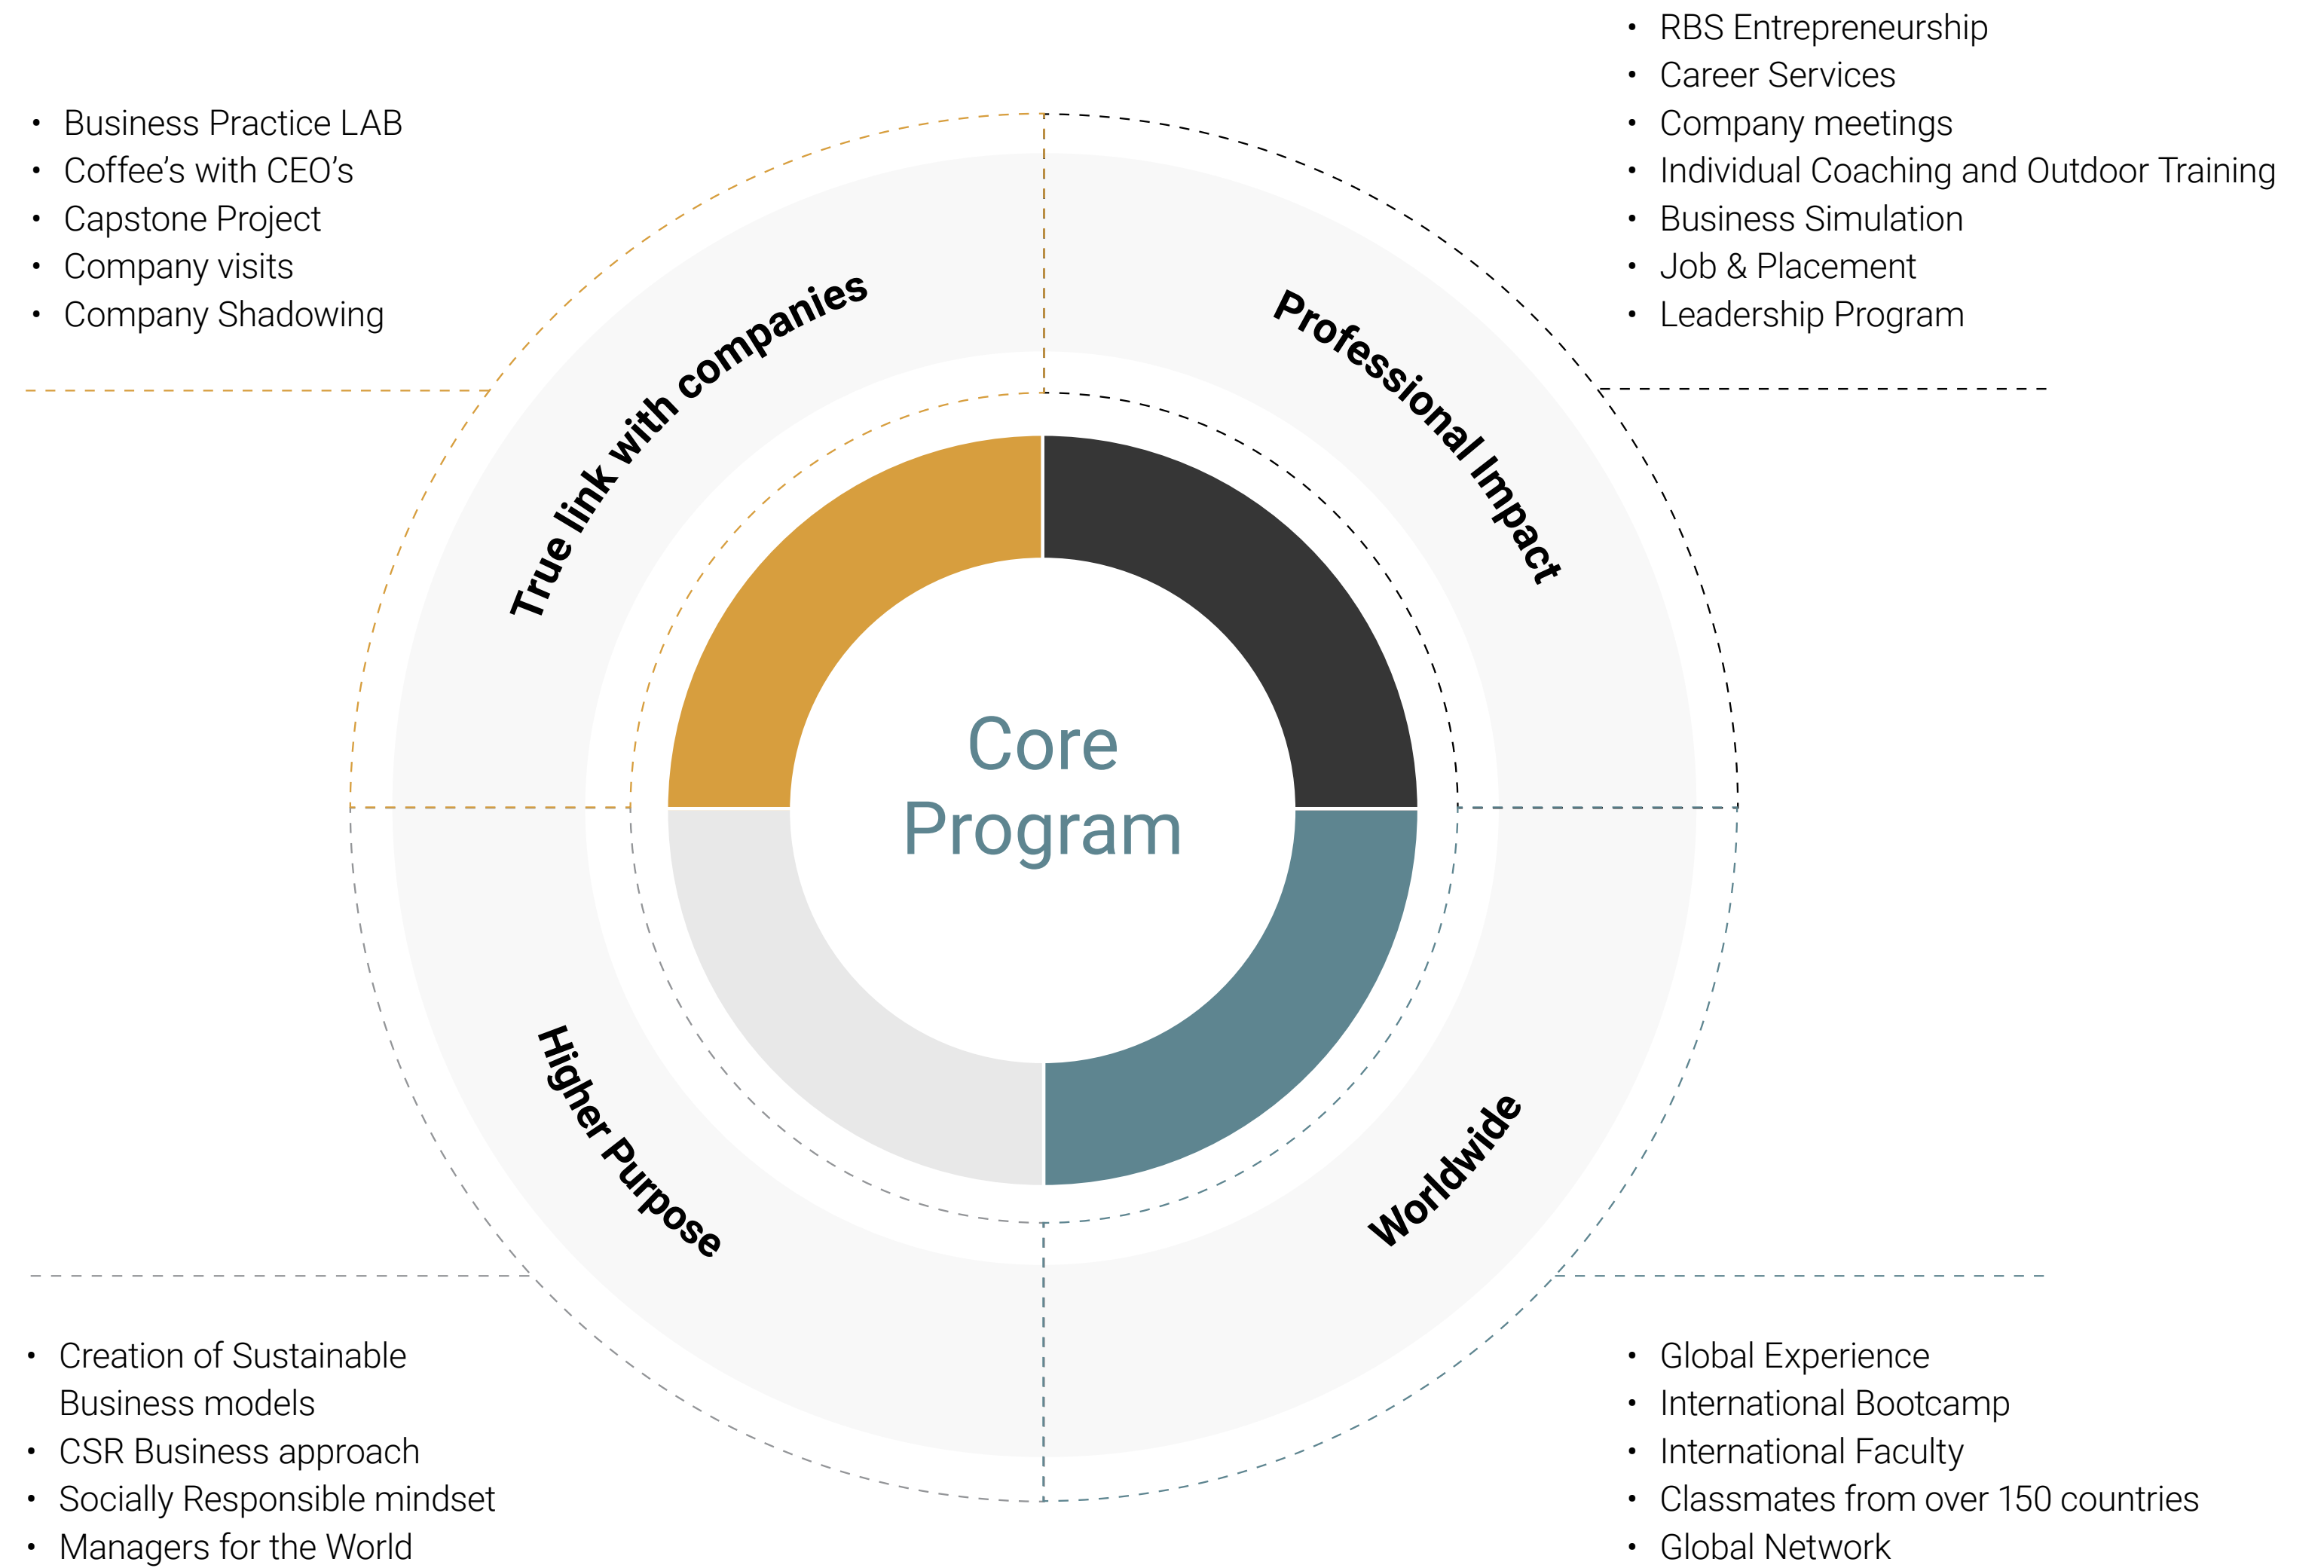 • Business Practice LAB
• Coffee’s with CEO’s
• Capstone Project
• Company visits
• Company Shadowing
• RBS Entrepreneurship
• Career Services
• Company meetings
• Individual Coaching and Outdoor Training
• Business Simulation
• Job & Placement
• Leadership Program
True link with companies
Professional Impact
Core
Program
Higher Purpose
Worldwide
• Creation of Sustainable
Business models
• CSR Business approach
• Socially Responsible mindset
• Managers for the World
• Global Experience
• International Bootcamp
• International Faculty
• Classmates from over 150 countries
• Global Network